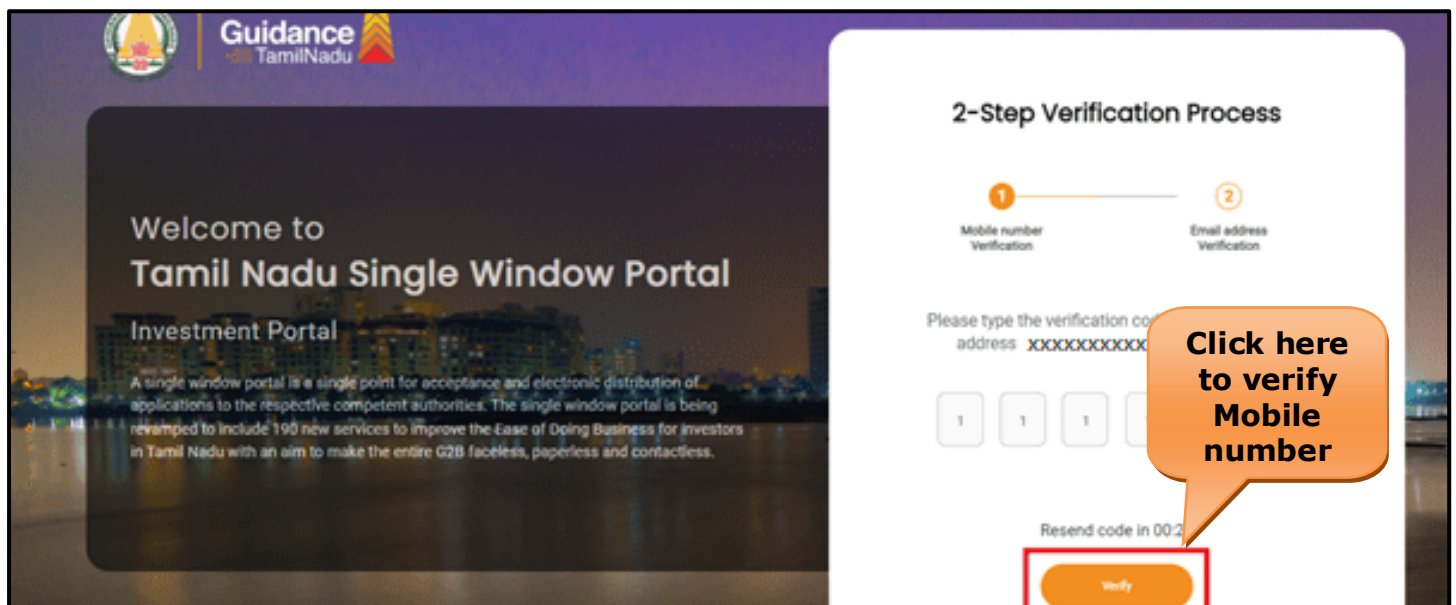 Guidance
TamilNadu
Welcome to
Tamil Nadu Single Window Portal
Investment Portal
A single window portal is a single point for acceptance and electronic distribution of
applications to the respective competent authorities. The single window portal is being
revamped to include 190 new services to improve the Ease of Doing Business for investors
in Tamil Nadu with an aim to make the entire G2B faceless, paperless and contactless.
2-Step Verification Process
1
2
Mobile number
Verification
Email address
Verification
Please type the verification
address xxxxxxxxxx
1 1 1
Click here
to verify
Mobile
number
Resend code in 00:2
Verify